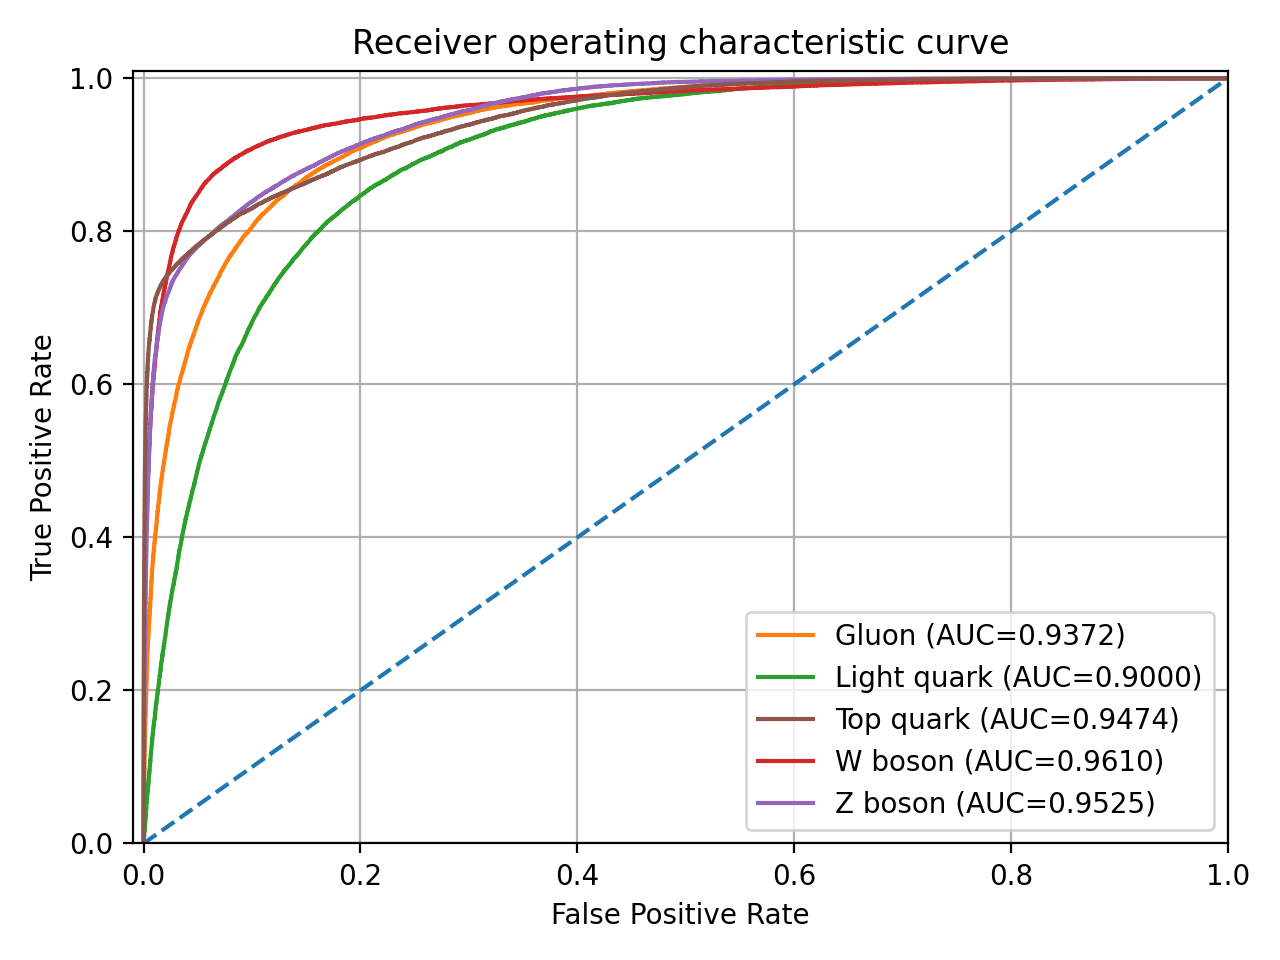 Receiver operating characteristic curve
1.0
0.8
0.6
0.4
0.2
0.0
True Positive Rate
Gluon (AUC=0.9372)
Light quark (AUC=0.9000)
Top quark (AUC=0.9474)
W boson (AUC=0.9610)
Z boson (AUC=0.9525)
0.0 0.2 0.4 0.6 0.8 1.0
False Positive Rate